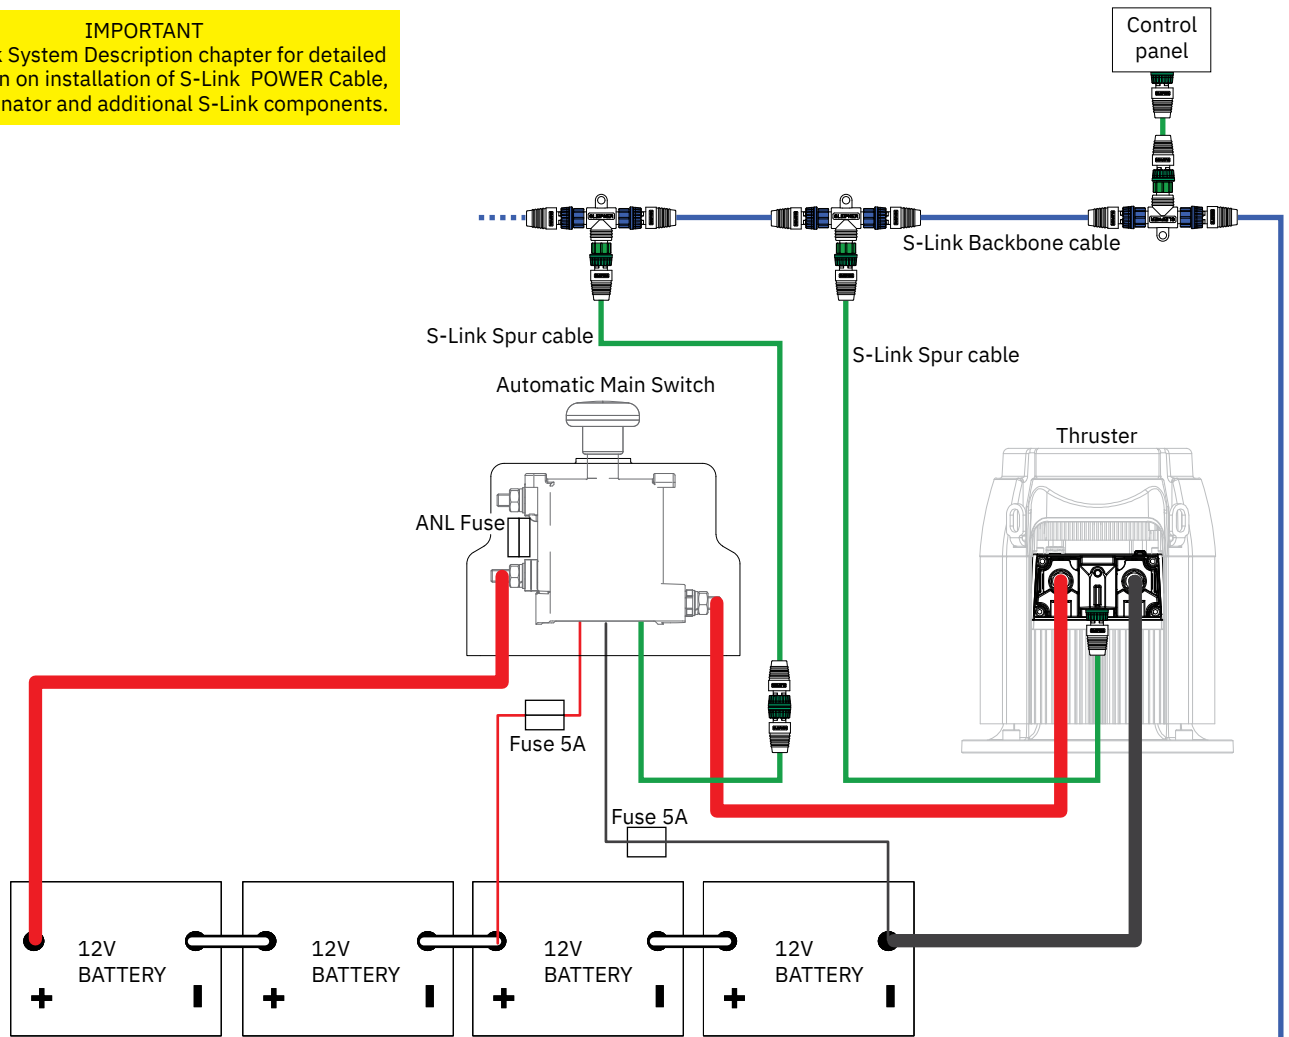 IMPORTANT
System Description chapter for detailed
on installation of S-Link POWER Cable,
and additional S-Link components.
Control
panel
S-Link Backbone cable
S-Link Spur cable
S-Link Spur cable
Automatic Main Switch
Thruster
ANL Fuse
Fuse 5A
Fuse 5A
12V
BATTERY
+ -
12V
BATTERY
+ -
12V
BATTERY
+ -
12V
BATTERY
+ -